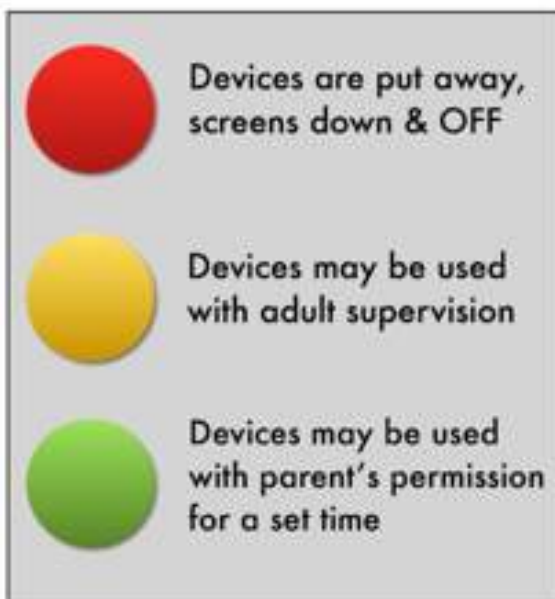 Devices are put away,
screens down & OFF
Devices may be used
with adult supervision
Devices may be used
with parent's permission
for a set time